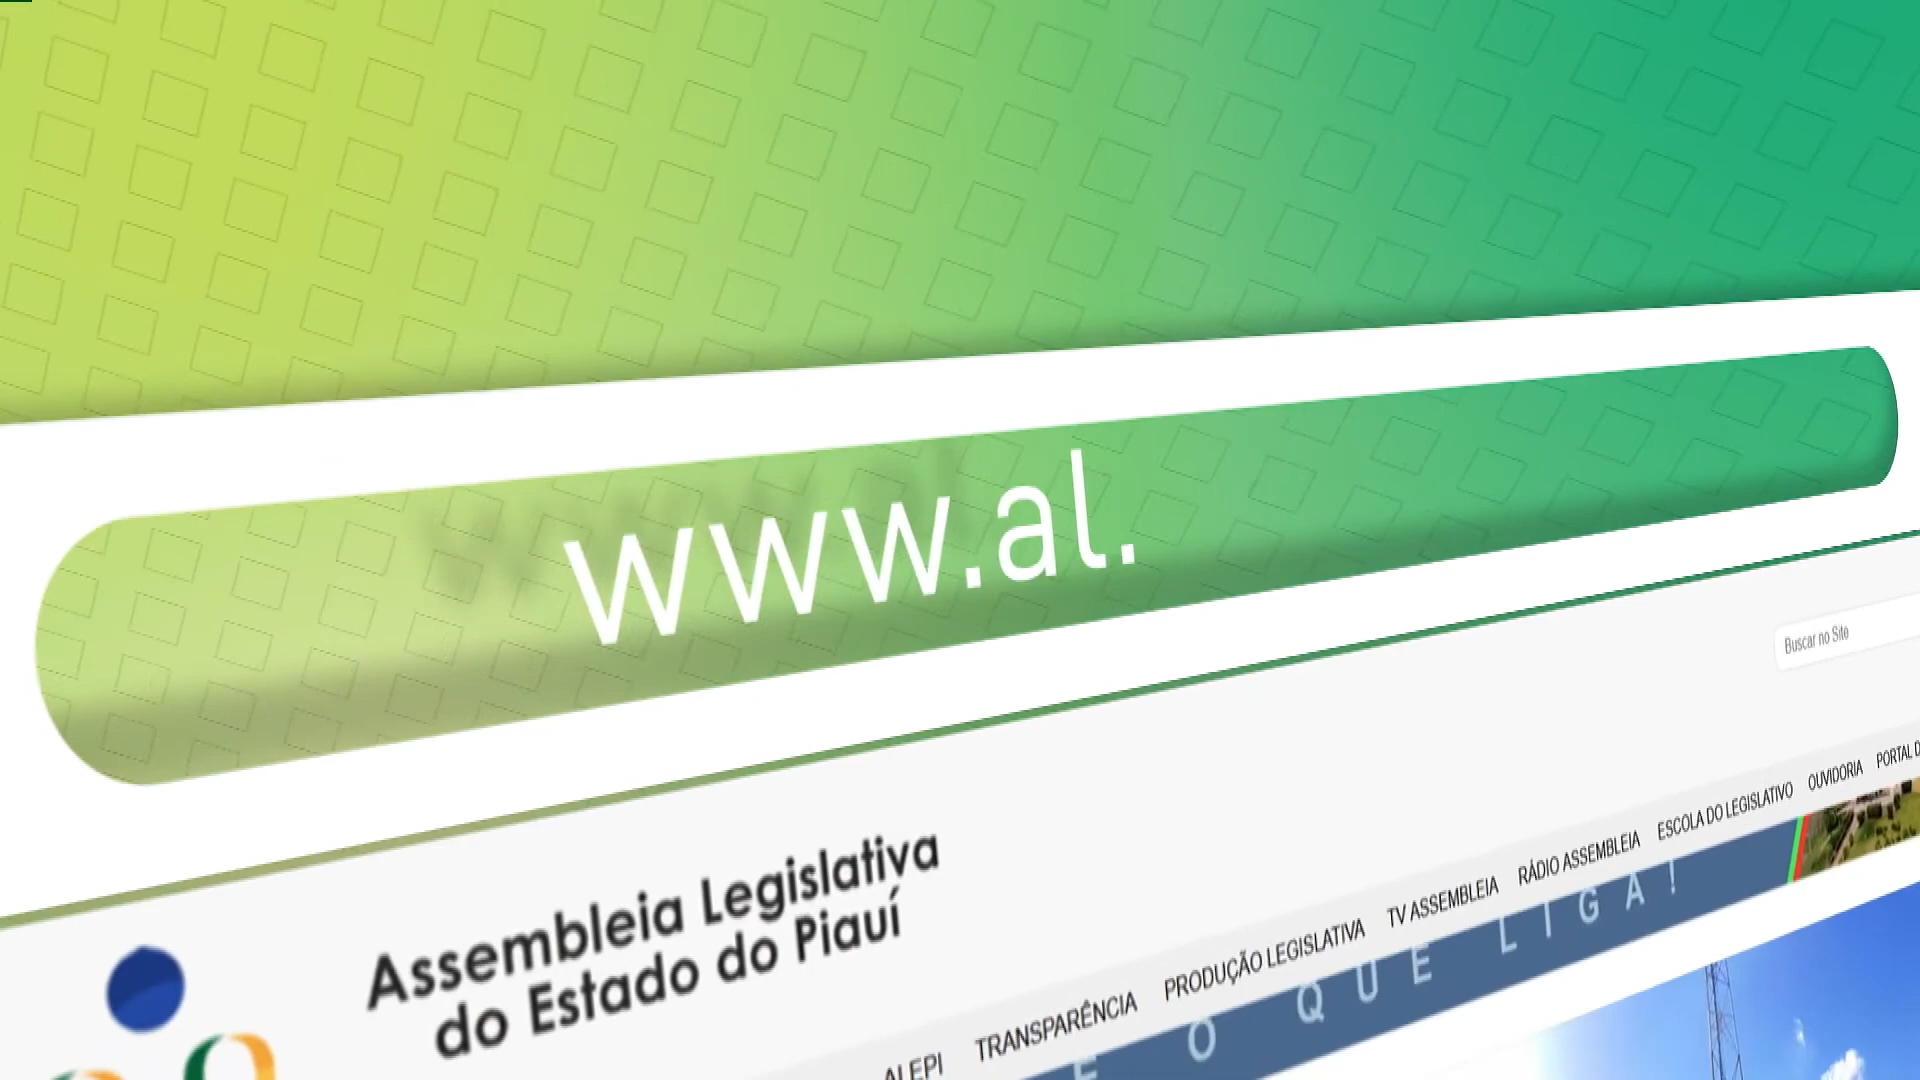 www.al.
Buscar no Site
Assembleia Legislativa
do Estado do Piauí
ALEPI TRANSPARÊNCIA PRODUÇÃO LEGISLATIVA TV ASSEMBLEIA RÁDIO ASSEMBLEIA ESCOLA DO LEGISLATIVO OUVIDORIA PORTAL D
E O QUE LIGA!